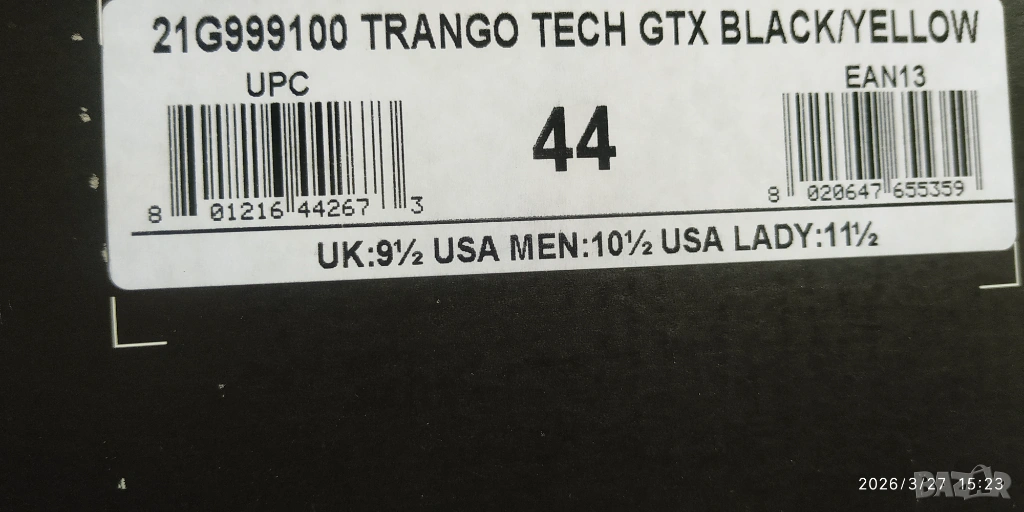 21G999100 TRANGO TECH GTX BLACK/YELLOW
UPC
EAN13
44
8 01216 44267 3
8 020647 655359
UK:9½ USA MEN:10½ USA LADY:11½
2026/3/27 15:23
BAZAR